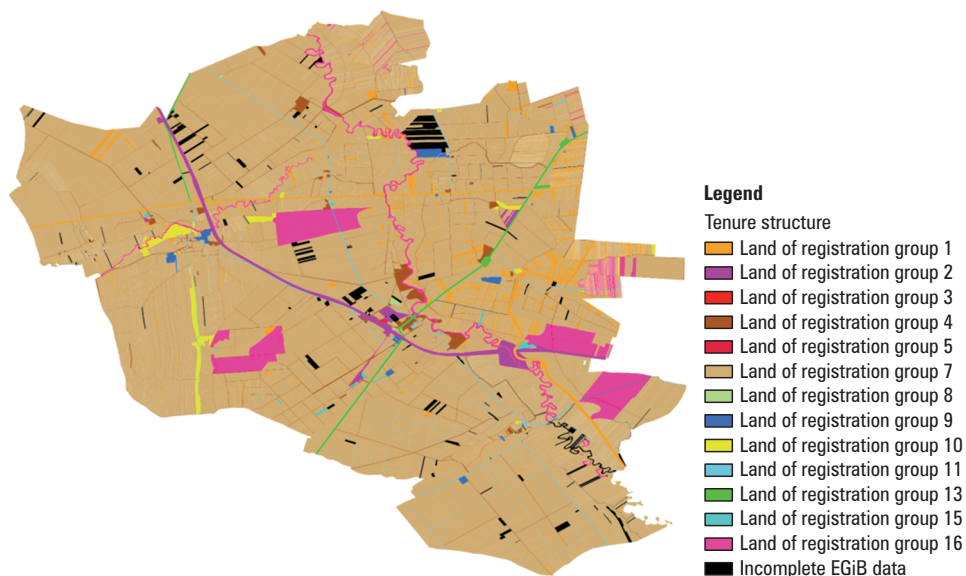 Legend
Tenure structure
Land of registration group 1
Land of registration group 2
Land of registration group 3
Land of registration group 4
Land of registration group 5
Land of registration group 7
Land of registration group 8
Land of registration group 9
Land of registration group 10
Land of registration group 11
Land of registration group 13
Land of registration group 15
Land of registration group 16
Incomplete EGiB data